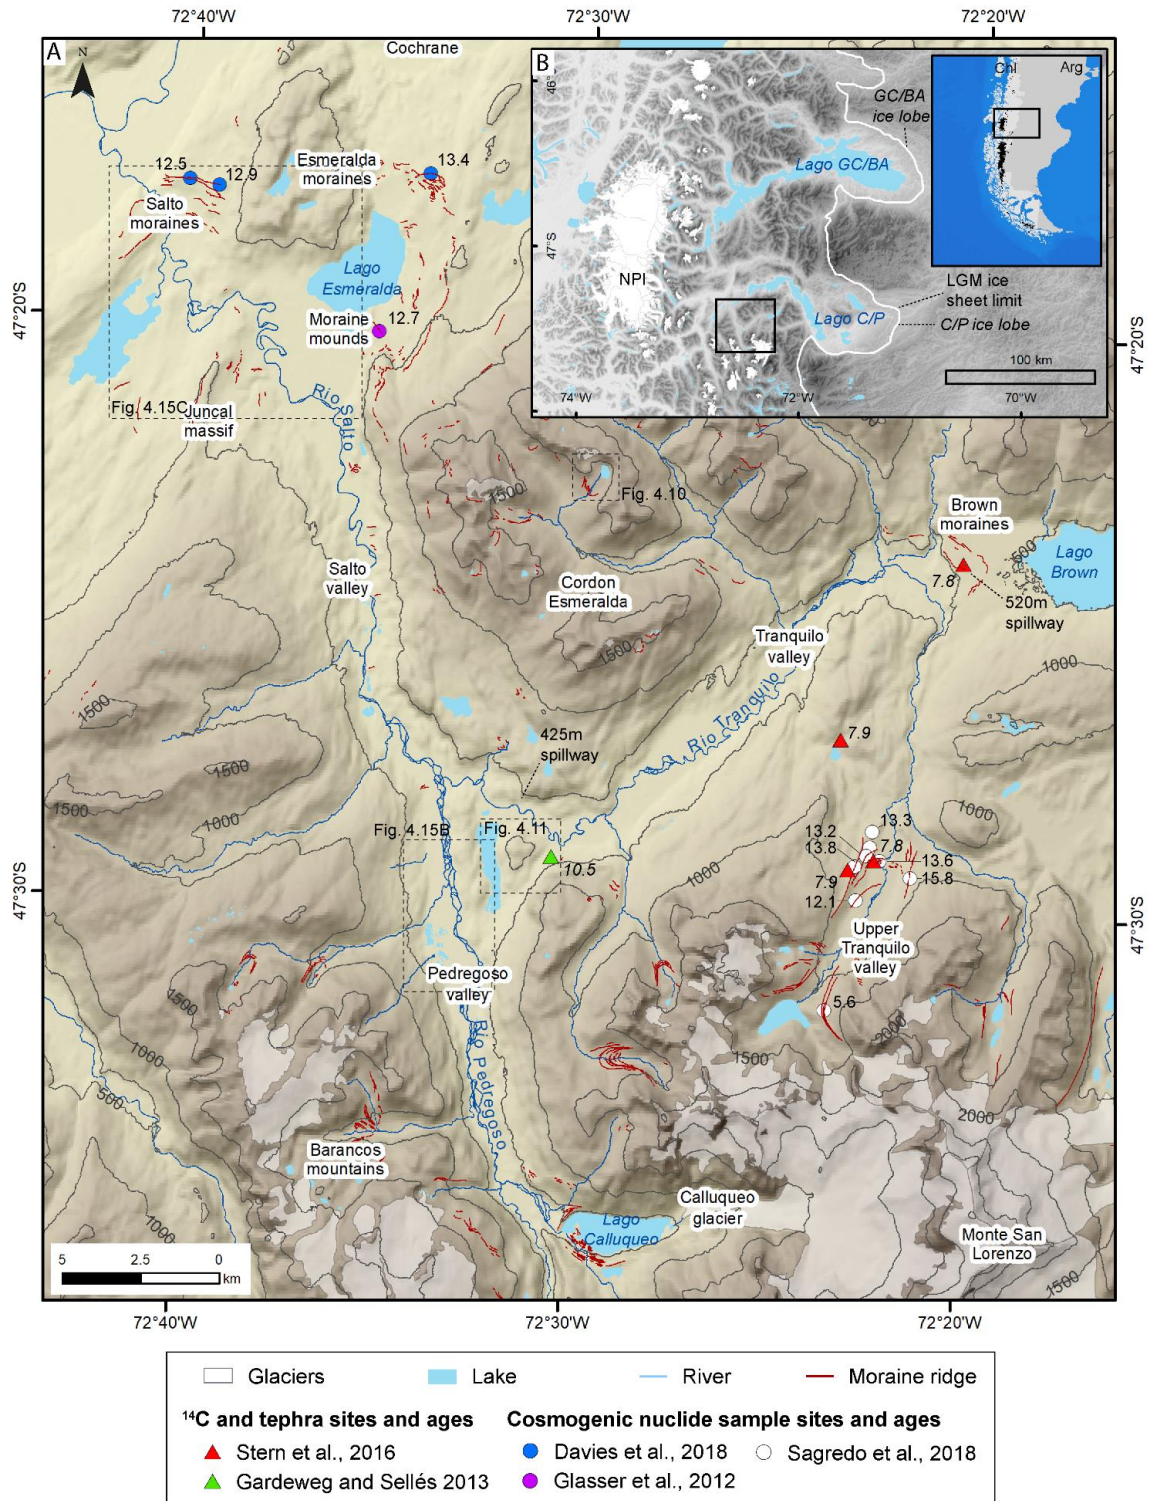 72°40'W
72°30'W
72°20'W
A
N
Cochrane
B
46°
47°S
74°W
72°W
70°W
GC/BA
ice lobe
Lago GC/BA
NPI
Lago C/P
LGM ice
sheet limit
C/P ice lobe
100 km
Chl
Arg
12.5
12.9
Salto
moraines
Esmeralda
moraines
13.4
Lago
Esmeralda
47°20'S
47°20'S
Moraine
mounds
12.7
Fig. 4.15C
Juncal
massif
Rio Salto
1500
Fig. 4.10
Brown
moraines
500
Lago
Brown
7.8
520m
spillway
Salto
valley
Cordon
Esmeralda
1500
Tranquilo
valley
1000
1500
Rio Tranquilo
425m
spillway
7.9
1500
1500
1000
1000
Fig. 4.15B
Fig. 4.11
10.5
13.3
13.2
13.8
7.8
13.6
15.8
7.9
12.1
1000
47°30'S
47°30'S
Upper
Tranquilo
valley
Pedregoso
valley
1500
5.6
2000
1500
1000
500
Rio Pedregoso
2000
Barancos
mountains
1000
Calluqueo
glacier
Lago
Calluqueo
Monte San
Lorenzo
1500
5
2.5
0
km
72°40'W
72°30'W
72°20'W
Glaciers
Lake
River
Moraine ridge
14C and tephra sites and ages
Cosmogenic nuclide sample sites and ages
Stern et al., 2016
Davies et al., 2018
Sagredo et al., 2018
Gardeweg and Sellés 2013
Glasser et al., 2012